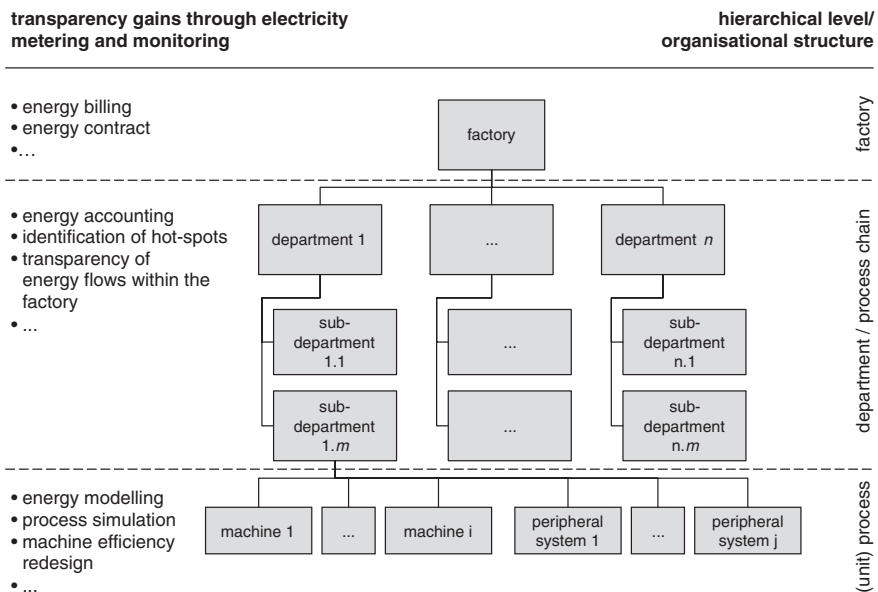 transparency gains through electricity
metering and monitoring
hierarchical level/
organisational structure
• energy billing
• energy contract
•...
factory
factory
• energy accounting
• identification of hot-spots
• transparency of
energy flows within the
factory
• ...
department 1
...
department n
sub-
department
1.1
...
sub-
department
n.1
sub-
department
1.m
...
sub-
department
n.m
department / process chain
• energy modelling
• process simulation
• machine efficiency
redesign
• ...
machine 1
...
machine i
peripheral
system 1
...
peripheral
system j
(unit) process